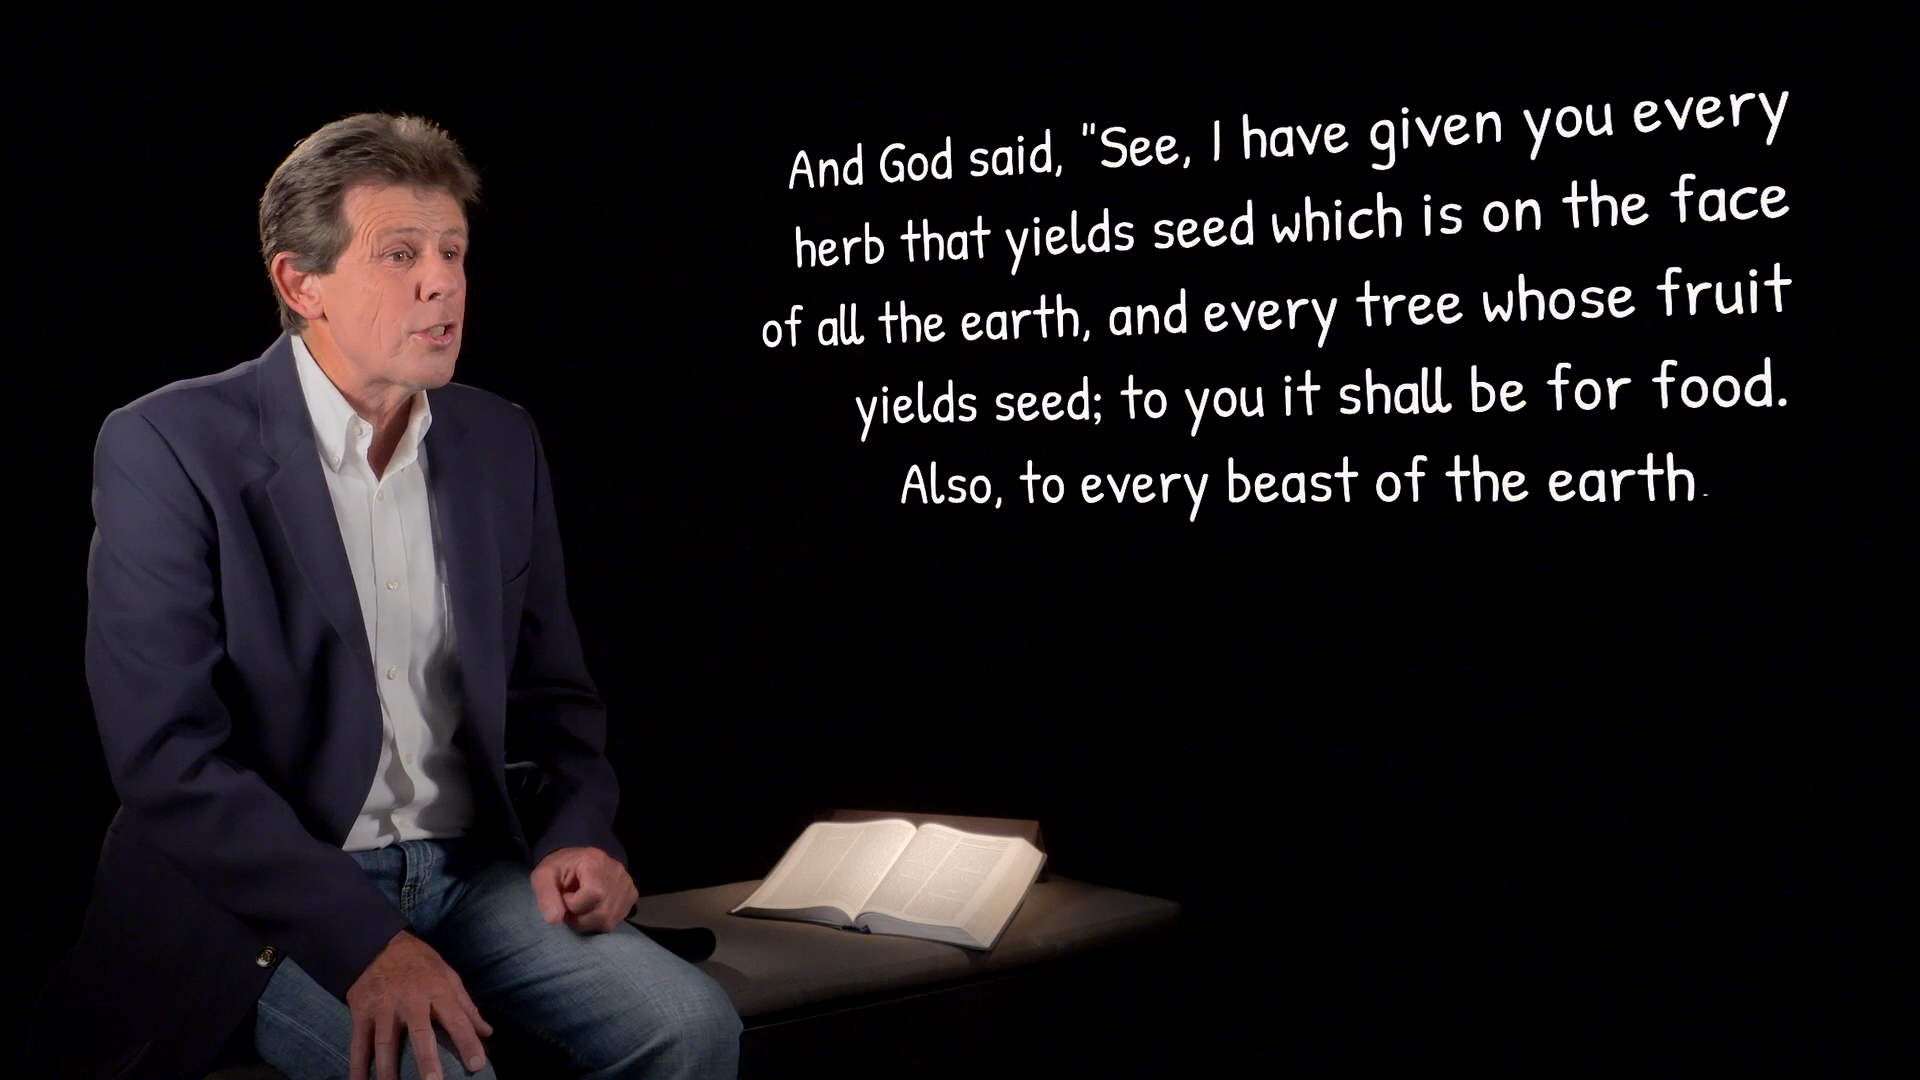 And God said, "See, I have given you every
herb that yields seed which is on the face
of all the earth, and every tree whose fruit
yields seed; to you it shall be for food.
Also, to every beast of the earth